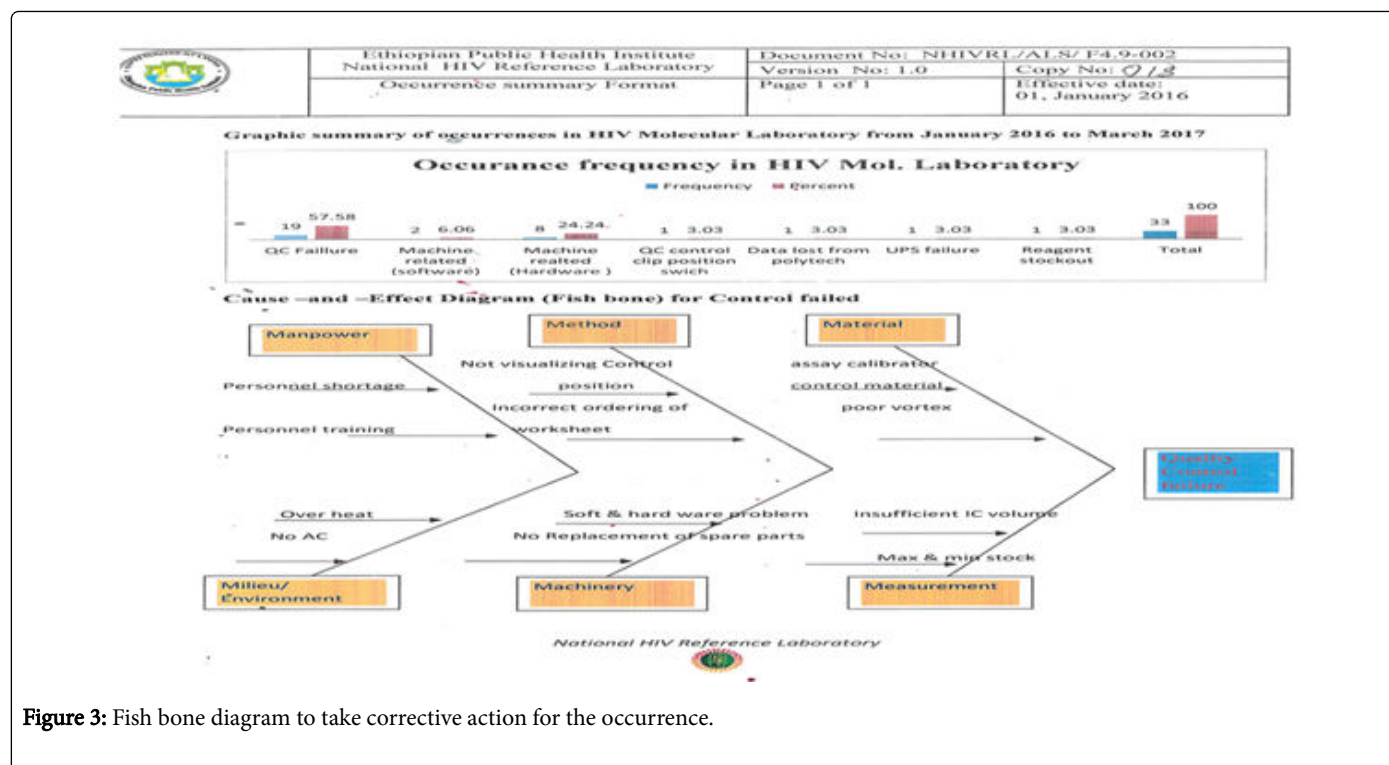 Ethiopian Public Health Institute
National HIV Reference Laboratory
Occurrence summary Format
Document No: NHIVRL/ALS/ F4.9-002
Version No: 1.0
Copy No:
Page 1 of 1
Effective date:
01, January 2016
Graphic summary of occurrences in HIV Molecular Laboratory from January 2016 to March 2017
Occurance frequency in HIV Mol. Laboratory
Frequency Percent
19 57.58 2 6.06 8 24.24 1 3.03 1 3.03 1 3.03 1 3.03 33 100
QC Faillure
Machine related (software)
Machine realted (Hardware )
QC control clip position swich
Data lost from polytech
UPS failure
Reagent stockout
Total
Cause –and –Effect Diagram (Fish bone) for Control failed
Manpower
Method
Material
Not visualizing Control
position
Incorrect ordering of
worksheet
assay calibrator
control material
poor vortex
Personnel shortage
Personnel training
Quality
Control
failure
Over heat
No AC
Soft & hard ware problem
No Replacement of spare parts
Insufficient IC volume
Max & min stock
Milieu/
Environment
Machinery
Measurement
National HIV Reference Laboratory
Figure 3: Fish bone diagram to take corrective action for the occurrence.